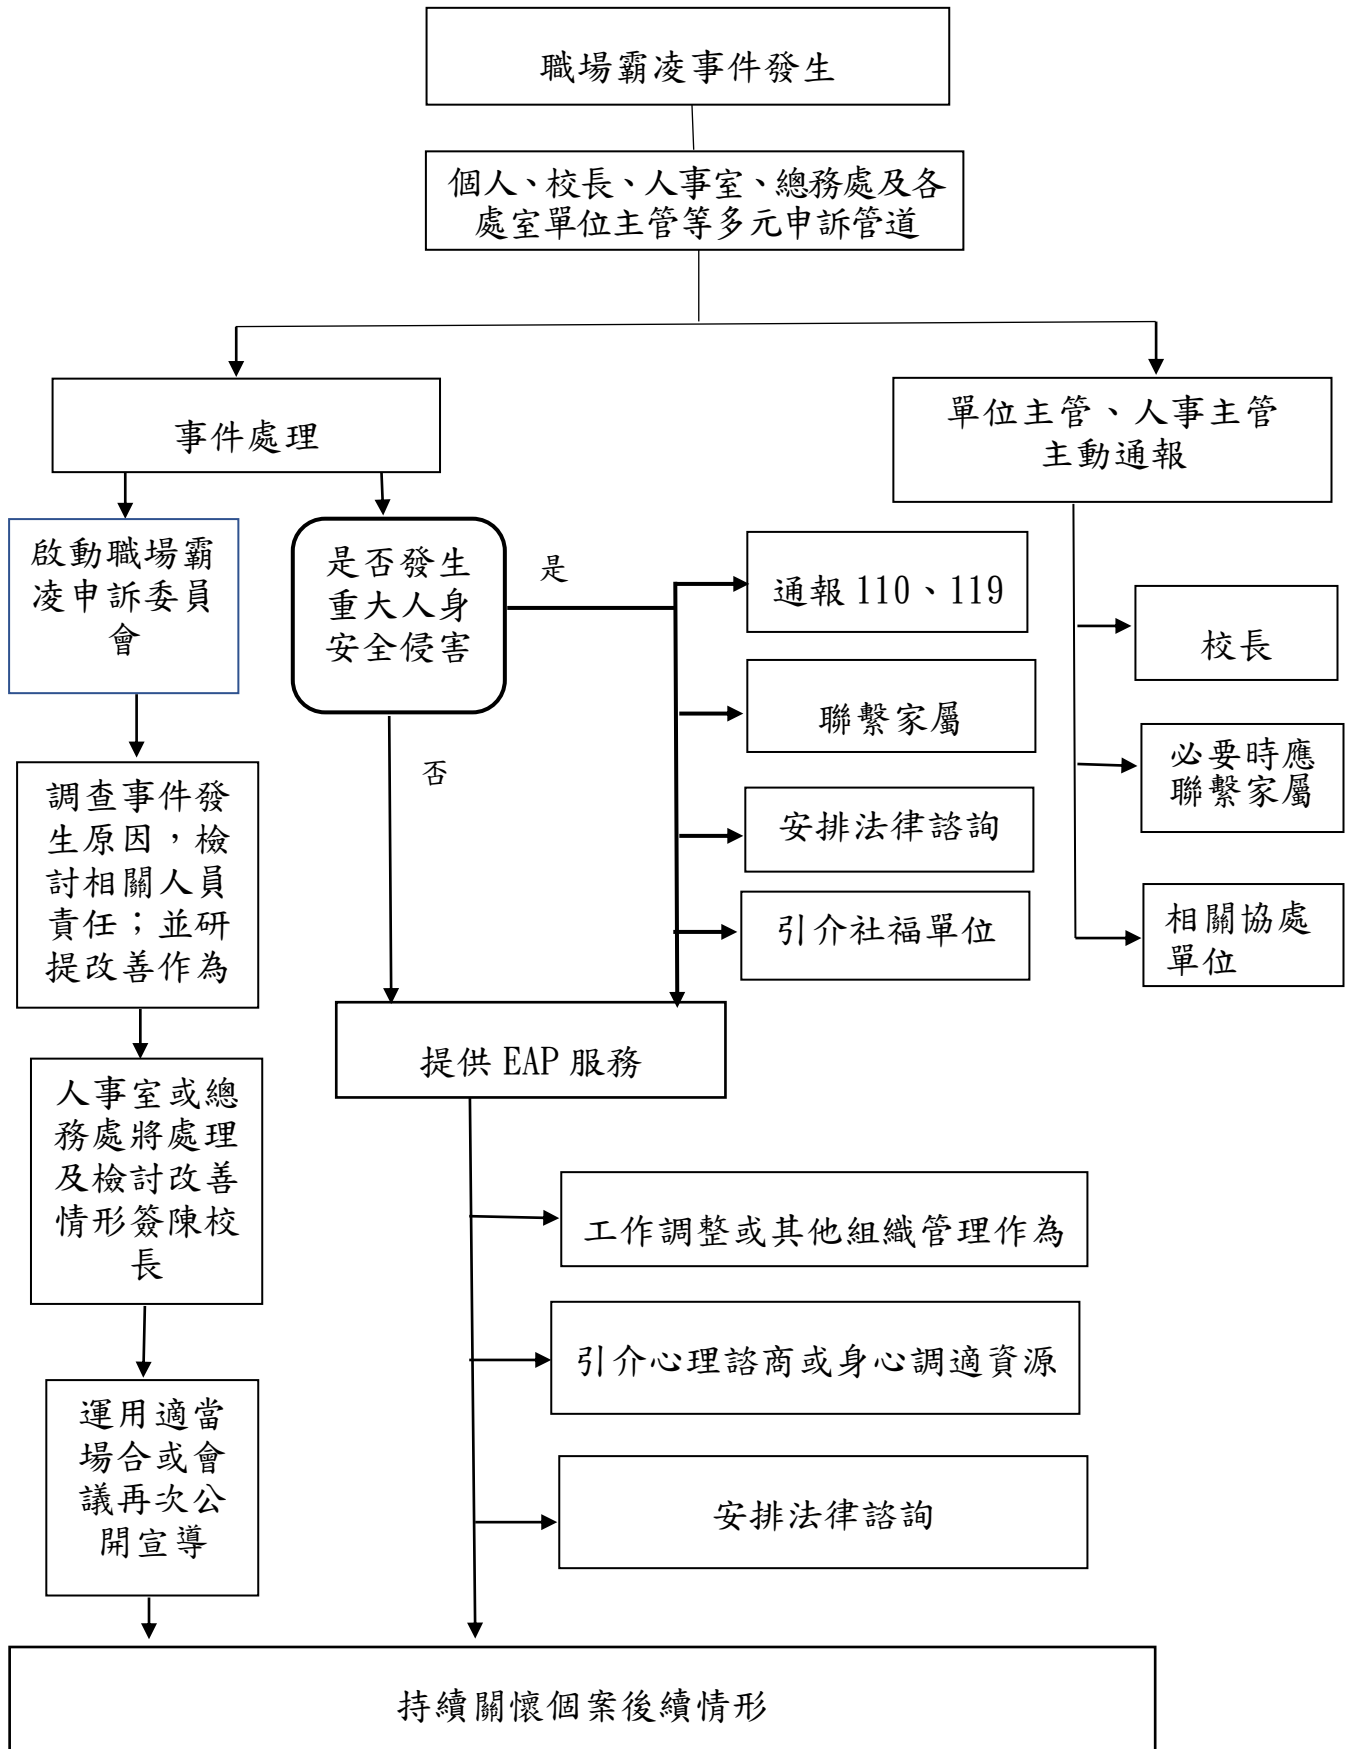 職場霸凌事件發生
個人、校長、人事室、總務處及各
處室單位主管等多元申訴管道
事件處理
單位主管、人事主管
主動通報
啟動職場霸
凌申訴委員
會
是否發生
重大人身
安全侵害
是
否
通報 110、119
聯繫家屬
安排法律諮詢
引介社福單位
校長
必要時應
聯繫家屬
相關協處
單位
調查事件發
生原因，檢
討相關人員
責任；並研
提改善作為
提供 EAP 服務
人事室或總
務處將處理
及檢討改善
情形簽陳校
長
工作調整或其他組織管理作為
引介心理諮商或身心調適資源
安排法律諮詢
運用適當
場合或會
議再次公
開宣導
持續關懷個案後續情形